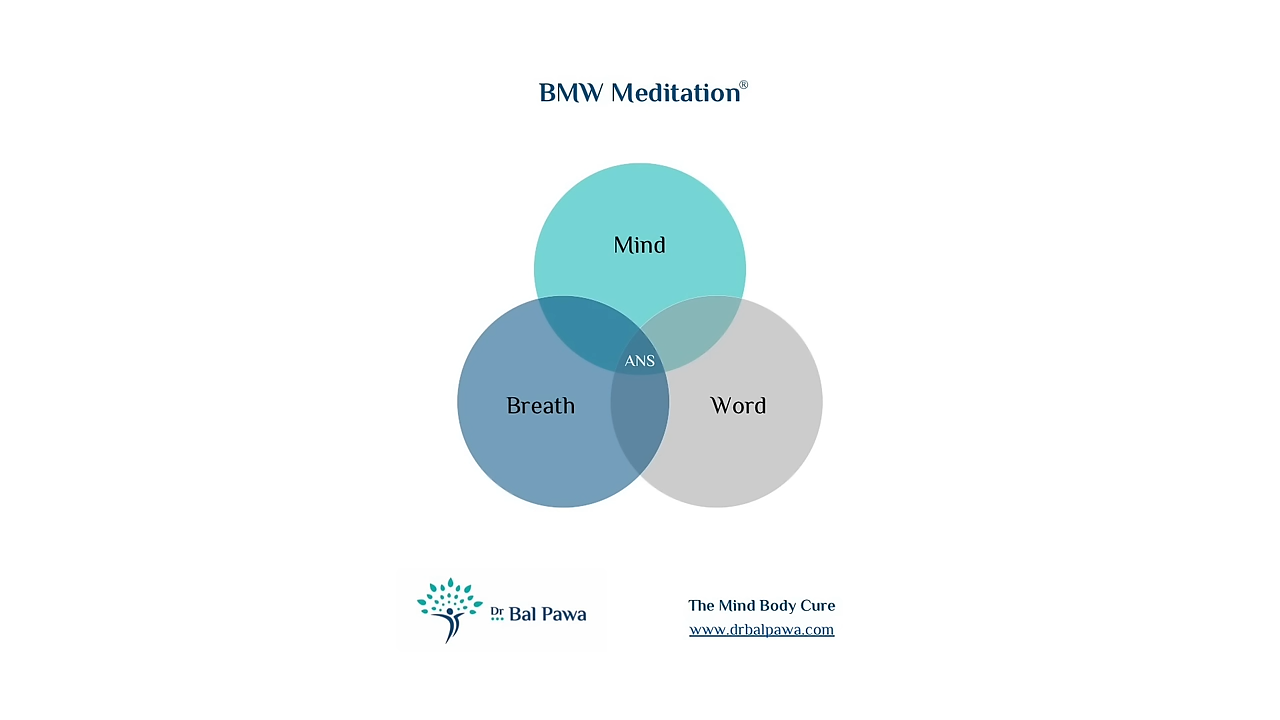 BMW Meditation®
Mind
ANS
Breath
Word
Dr Bal Pawa
The Mind Body Cure
www.drbalpawa.com